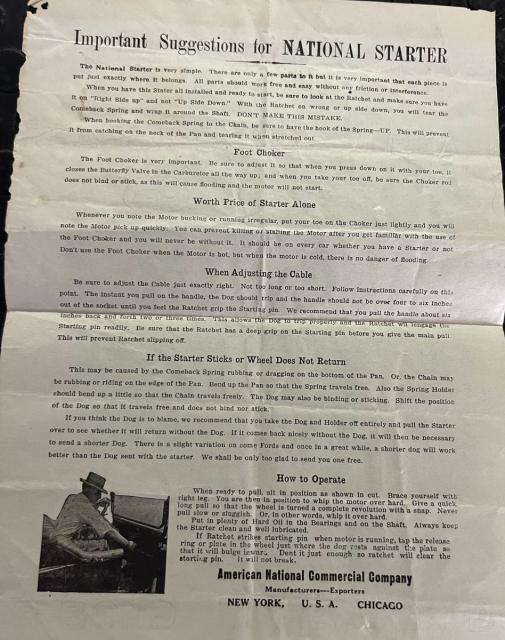 Important Suggestions for NATIONAL STARTER
The National Starter is very simple. There are only a few parts to it but it is very important that each piece is
put just exactly where it belongs. All parts should work free and easy without any friction or interference.
When you have this Stater all installed and ready to start, be sure to look at the Ratchet and make sure you have
it on "Right Side up" and not "Up Side Down." With the Ratchet on wrong or up side down, you will tear the
Comeback Spring and wrap it around the Shaft. DON'T MAKE THIS MISTAKE.
When hooking the Comeback Spring to the Chain, be sure to have the hook of the Spring—UP. This will prevent
it from catching on the neck of the Pan and tearing it when stretched out.
Foot Choker
The Foot Choker is very important. Be sure to adjust it so that when you press down on it with your toe, it
closes the Butterfly Valve in the Carburetor all the way up; and when you take your toe off, be sure the Choker rod
does not bind or stick, as this will cause flooding and the motor will not start.
Worth Price of Starter Alone
Whenever you note the Motor bucking or running irregular, put your toe on the Choker just lightly and you will
note the Motor pick up quickly. You can prevent killing or stalling the Motor after you get familiar with the use of
the Foot Choker and you will never be without it. It should be on every car whether you have a Starter or not
Don't use the Foot Choker when the Motor is hot, but when the motor is cold, there is no danger of flooding.
When Adjusting the Cable
Be sure to adjust the Cable just exactly right. Not too long or too short. Follow instructions carefully on this
point. The instant you pull on the handle, the Dog should trip and the handle should not be over four to six inches
out of the socket until you feel the Ratchet grip the Starting pin. We recommend that you pull the handle about six
inches back and forth two or three times. This allows the Dog to trip properly and the Ratchet will engage the
Starting pin readily. Be sure that the Ratchet has a deep grip on the Starting pin before you give the main pull
This will prevent Ratchet slipping off.
If the Starter Sticks or Wheel Does Not Return
This may be caused by the Comeback Spring rubbing or dragging on the bottom of the Pan. Or, the Chain may
be rubbing or riding on the edge of the Pan. Bend up the Pan so that the Spring travels free. Also the Spring Holder
should bend up a little so that the Chain travels freely. The Dog may also be binding or sticking. Shift the position
of the Dog so that it travels free and does not bind nor stick.
If you think the Dog is to blame, we recommend that you take the Dog and Holder off entirely and pull the Starter
over to see whether it will return without the Dog. If it comes back nicely without the Dog, it will then be necessary
to send a shorter Dog. There is a slight variation on some Fords and once in a great while, a shorter dog will work
better than the Dog sent with the starter. We shall be only too glad to send you one free.
How to Operate
When ready to pull, sit in position as shown in cut. Brace yourself with
right leg. You are then in position to whip the motor over hard. Give a quick,
long pull so that the wheel is turned a complete revolution with a snap. Never
pull slow or sluggish. Or, in other words, whip it over hard.
Put in plenty of Hard Oil in the Bearings and on the Shaft. Always keep
the Starter clean and well lubricated.
If Ratchet strikes starting pin when motor is running, tap the release
ring or plate in the wheel just where the dog rests against the plate so
that it will bulge inward. Dent it just enough so ratchet will clear the
starting pin. It will not break.
American National Commercial Company
Manufacturers---Exporters
NEW YORK, U. S. A. CHICAGO